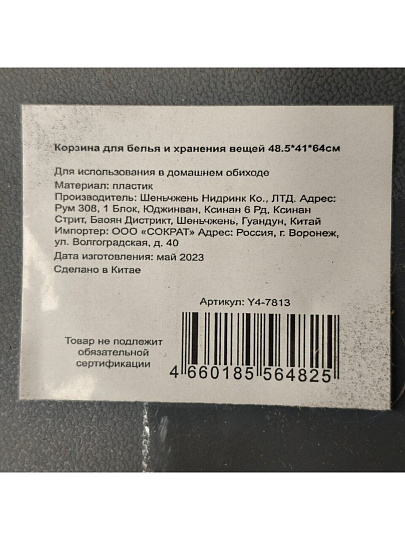 Корзина для белья и хранения вещей 48.5*41*64см
Для использования в домашнем обиходе
Материал: пластик
Производитель: Шеньчжень Нидринк Ко., ЛТД. Адрес:
Рум 308, 1 Блок, Юджинван, Ксинан 6 Рд, Ксинан
Стрит, Баоян Дистрикт, Шеньчжень, Гуандун, Китай
Импортер: ООО «СОКРАТ» Адрес: Россия, г. Воронеж,
ул. Волгоградская, д. 40
Дата изготовления: май 2023
Сделано в Китае
Артикул: Y4-7813
Товар не подлежит
обязательной
сертификации
4 660185 564825